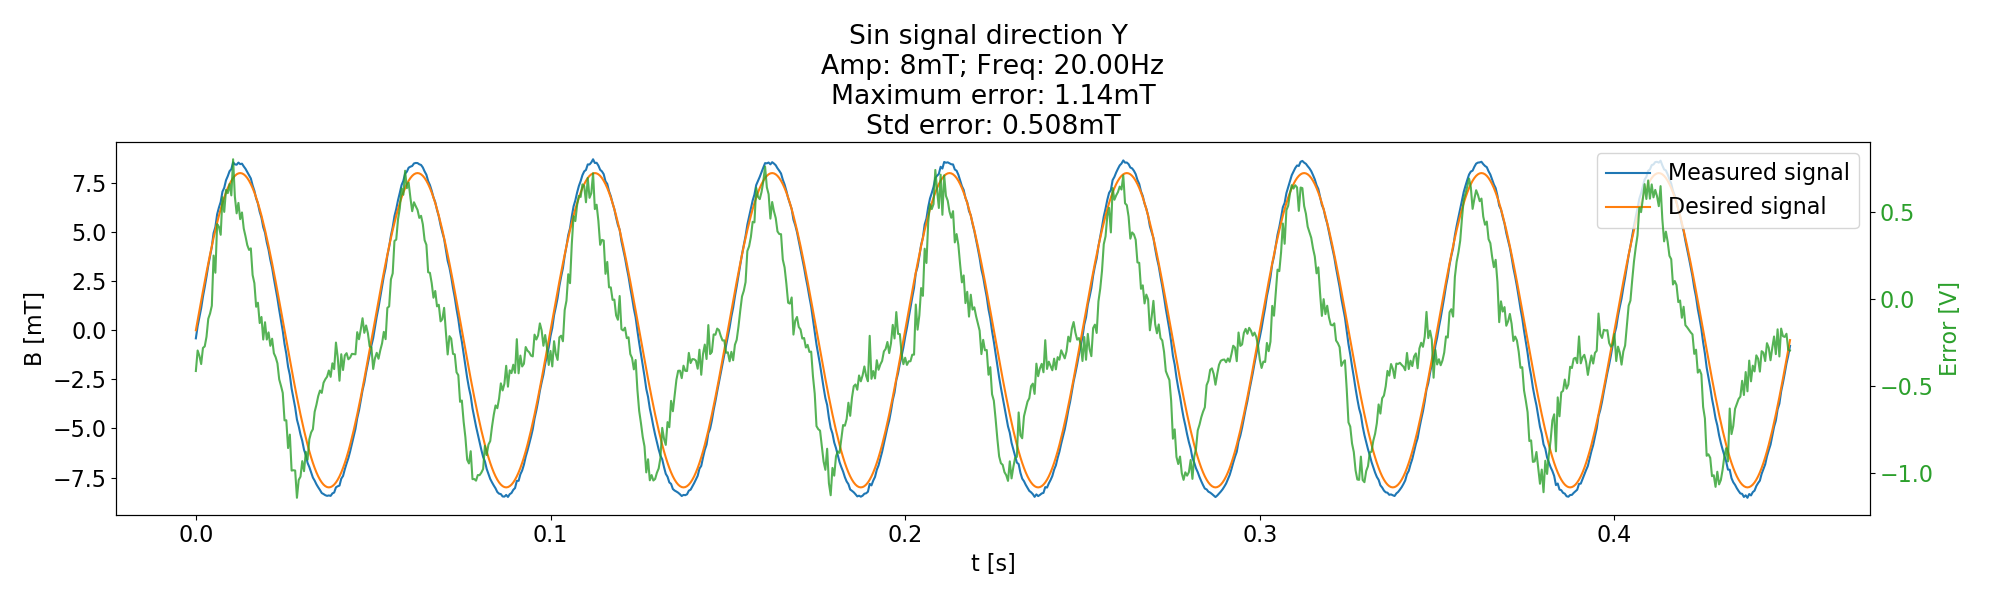 Sin signal direction Y
Amp: 8mT; Freq: 20.00Hz
Maximum error: 1.14mT
Std error: 0.508mT
Measured signal
Desired signal
B [mT]
7.5
5.0
2.5
0.0
−2.5
−5.0
−7.5
0.5
0.0
−0.5
−1.0
Error [V]
0.0
0.1
0.2
0.3
0.4
t [s]